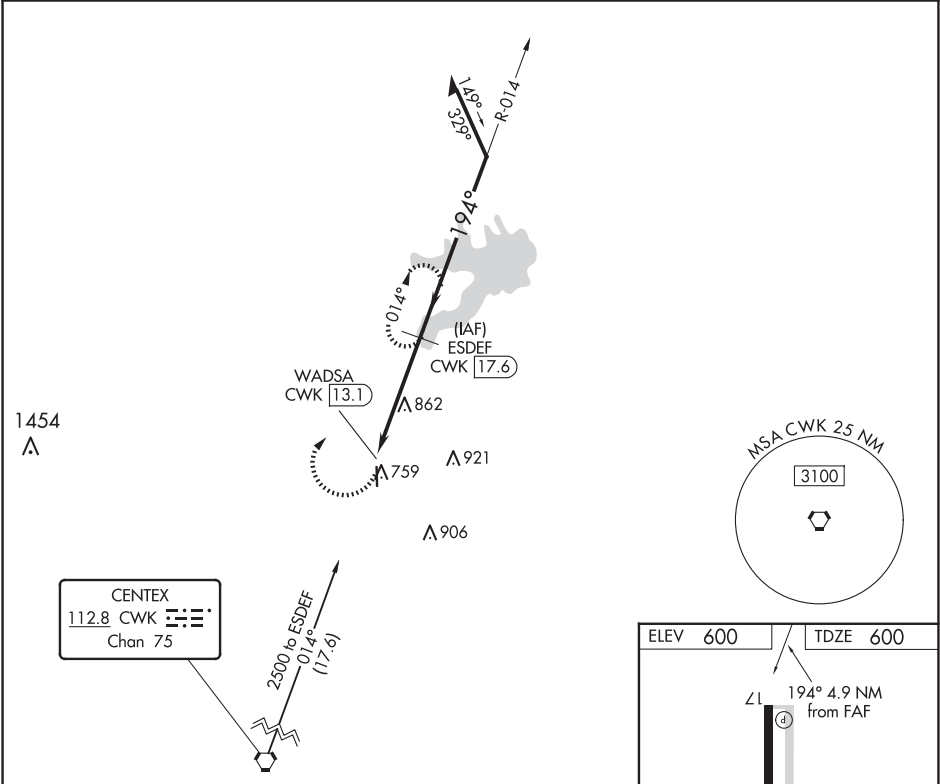 R-014
149°
329°
194°
014°
(IAF)
ESDEF
CWK 17.6
WADSA
CWK 13.1
862
1454
921
759
906
MSA CWK 25 NM
3100
CENTEX
112.8 CWK
Chan 75
2500 to ESDEF
014°
(17.6)
ELEV 600
TDZE 600
194° 4.9 NM
from FAF
17
P